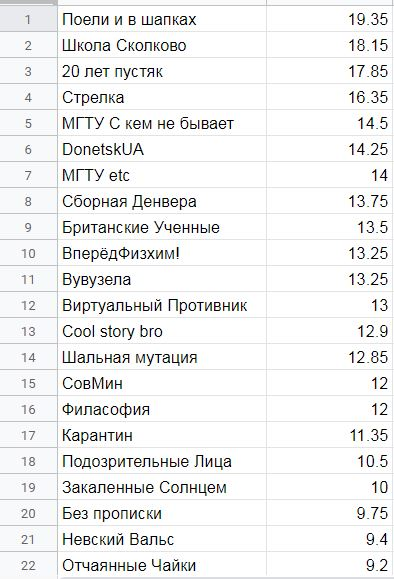 1 Поели и в шапках 19.35
2 Школа Сколково 18.15
3 20 лет пустяк 17.85
4 Стрелка 16.35
5 МГТУ С кем не бывает 14.5
6 DonetskUA 14.25
7 МГТУ etc 14
8 Сборная Денвера 13.75
9 Британские Ученные 13.5
10 ВперёдФизхим! 13.25
11 Вувузела 13.25
12 Виртуальный Противник 13
13 Cool story bro 12.9
14 Шальная мутация 12.85
15 СовМин 12
16 Филасофия 12
17 Карантин 11.35
18 Подозрительные Лица 10.5
19 Закаленные Солнцем 10
20 Без прописки 9.75
21 Невский Вальс 9.4
22 Отчаянные Чайки 9.2